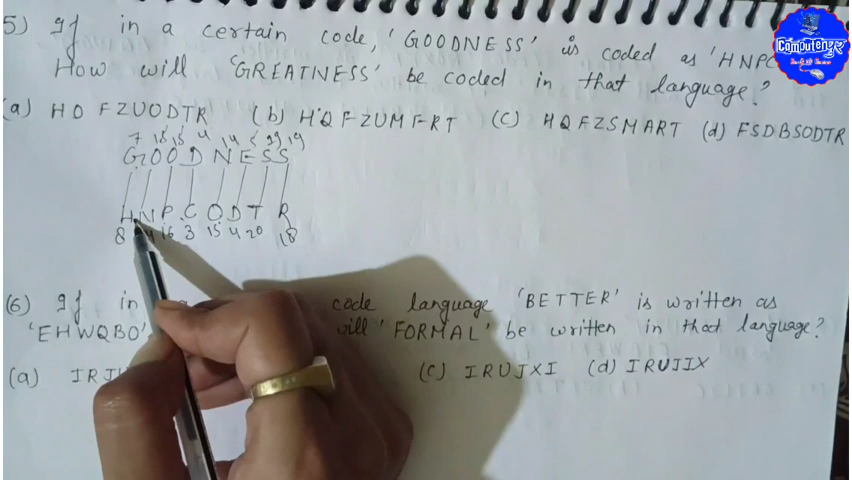 5) If in a certain code, 'GOODNESS' is coded as 'HNPC
How will 'GREATNESS' be coded in that language?
(a) HO FZUODTR (b) HQFZUMFRT (c) HQFZSMART (d) FSDBSODTR
7 15 15 4 14 5 19 19
GOODNESS
HNPCODTR
8 14 16 3 15 4 20 18
(6) If in a code language 'BETTER' is written as
'EHWQBO' will 'FORMAL' be written in that language?
(a) (c) IRUJXI (d) IRUJIX
Computenzer